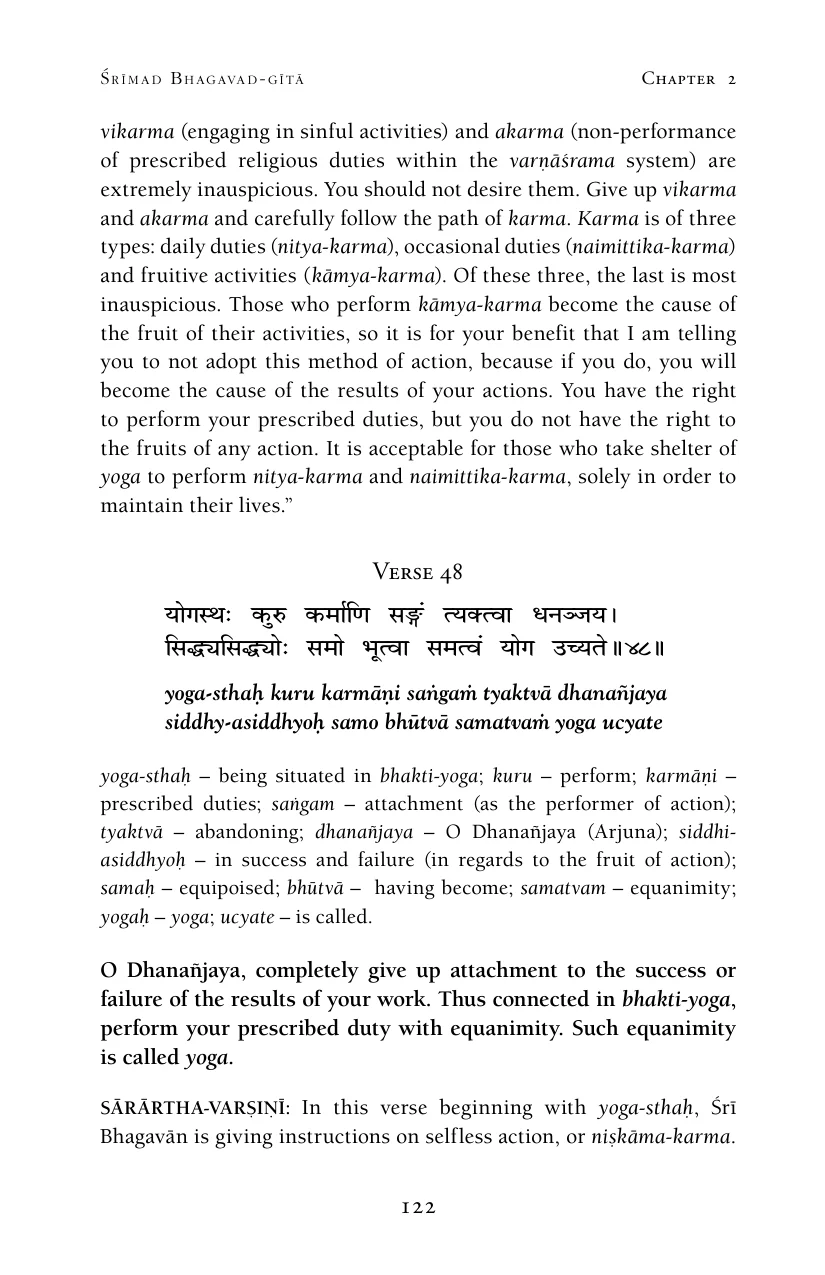 Śrīmad Bhagavad-gītā Chapter 2
vikarma (engaging in sinful activities) and akarma (non-performance
of prescribed religious duties within the varṇāśrama system) are
extremely inauspicious. You should not desire them. Give up vikarma
and akarma and carefully follow the path of karma. Karma is of three
types: daily duties (nitya-karma), occasional duties (naimittika-karma)
and fruitive activities (kāmya-karma). Of these three, the last is most
inauspicious. Those who perform kāmya-karma become the cause of
the fruit of their activities, so it is for your benefit that I am telling
you to not adopt this method of action, because if you do, you will
become the cause of the results of your actions. You have the right
to perform your prescribed duties, but you do not have the right to
the fruits of any action. It is acceptable for those who take shelter of
yoga to perform nitya-karma and naimittika-karma, solely in order to
maintain their lives.”
Verse 48
योगस्थः कुरु कर्माणि सङ्गं त्यक्त्वा धनञ्जय।
सिद्ध्यसिद्ध्योः समो भूत्वा समत्वं योग उच्यते॥४८॥
yoga-sthaḥ kuru karmāṇi saṅgaṁ tyaktvā dhanañjaya
siddhy-asiddhyoḥ samo bhūtvā samatvaṁ yoga ucyate
yoga-sthaḥ – being situated in bhakti-yoga; kuru – perform; karmāṇi –
prescribed duties; saṅgam – attachment (as the performer of action);
tyaktvā – abandoning; dhanañjaya – O Dhanañjaya (Arjuna); siddhi-
asiddhyoḥ – in success and failure (in regards to the fruit of action);
samaḥ – equipoised; bhūtvā – having become; samatvam – equanimity;
yogaḥ – yoga; ucyate – is called.
O Dhanañjaya, completely give up attachment to the success or
failure of the results of your work. Thus connected in bhakti-yoga,
perform your prescribed duty with equanimity. Such equanimity
is called yoga.
SĀRĀRTHA-VARṢIṆĪ: In this verse beginning with yoga-sthaḥ, Śrī
Bhagavān is giving instructions on selfless action, or niṣkāma-karma.
122